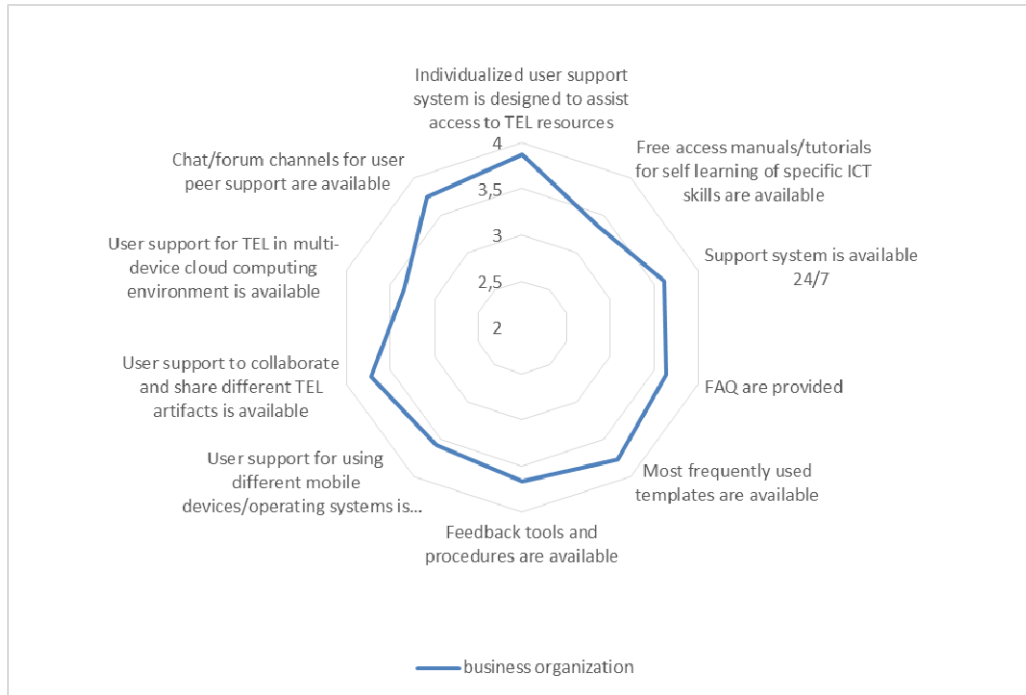 Individualized user support
system is designed to assist
access to TEL resources
4
3,5
3
2,5
2
Free access manuals/tutorials
for self learning of specific ICT
skills are available
Support system is available
24/7
FAQ are provided
Most frequently used
templates are available
Feedback tools and
procedures are available
User support for using
different mobile
devices/operating systems is...
User support to collaborate
and share different TEL
artifacts is available
User support for TEL in multi-
device cloud computing
environment is available
Chat/forum channels for user
peer support are available
business organization